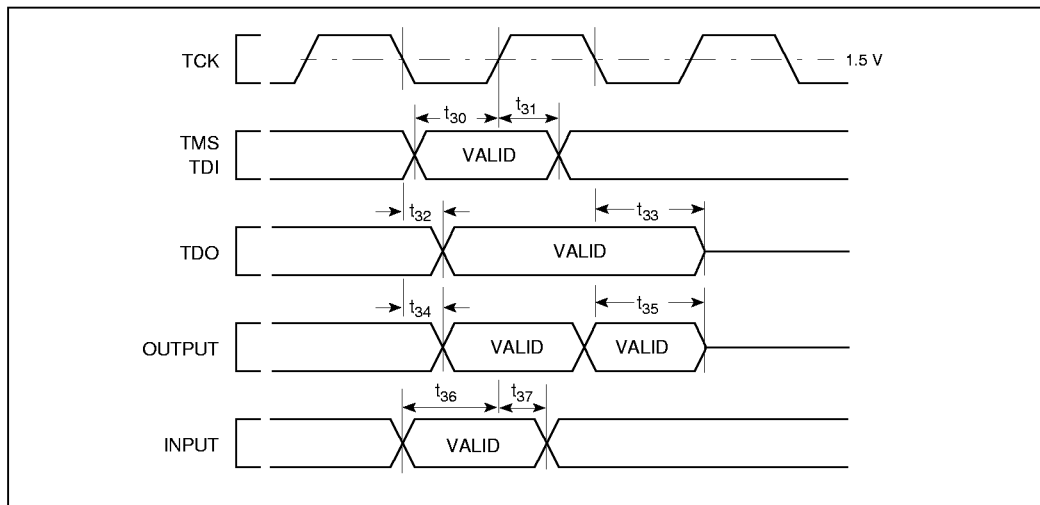 TCK
1.5 V
t30 t31
TMS
TDI
VALID
t32 t33
TDO
VALID
t34 t35
OUTPUT
VALID VALID
t36 t37
INPUT
VALID